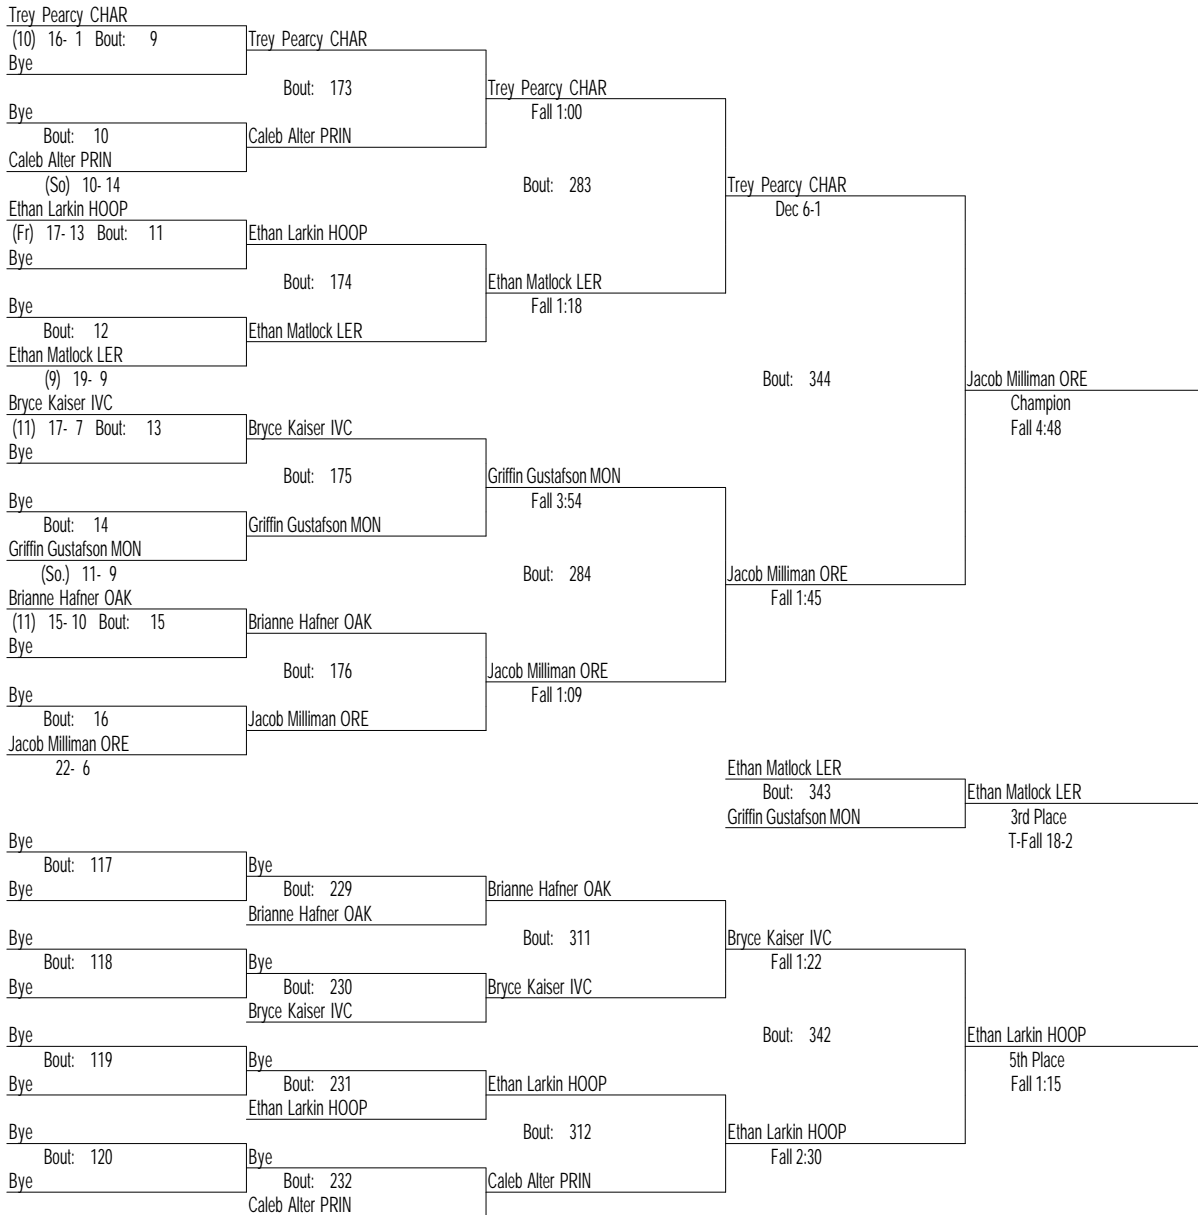 Trey Pearcy CHAR
(10) 16- 1 Bout: 9
Trey Pearcy CHAR
Bye
Bout: 173
Trey Pearcy CHAR
Bye
Fall 1:00
Bout: 10
Caleb Alter PRIN
Caleb Alter PRIN
(So) 10- 14
Bout: 283
Trey Pearcy CHAR
Ethan Larkin HOOP
Dec 6-1
(Fr) 17- 13 Bout: 11
Ethan Larkin HOOP
Bye
Bout: 174
Ethan Matlock LER
Bye
Fall 1:18
Bout: 12
Ethan Matlock LER
Ethan Matlock LER
(9) 19- 9
Bout: 344
Jacob Milliman ORE
Bryce Kaiser IVC
Champion
(11) 17- 7 Bout: 13
Bryce Kaiser IVC
Fall 4:48
Bye
Bout: 175
Griffin Gustafson MON
Bye
Fall 3:54
Bout: 14
Griffin Gustafson MON
Griffin Gustafson MON
(So.) 11- 9
Bout: 284
Jacob Milliman ORE
Brianne Hafner OAK
Fall 1:45
(11) 15- 10 Bout: 15
Brianne Hafner OAK
Bye
Bout: 176
Jacob Milliman ORE
Bye
Fall 1:09
Bout: 16
Jacob Milliman ORE
Jacob Milliman ORE
22- 6
Ethan Matlock LER
Bout: 343
Ethan Matlock LER
Griffin Gustafson MON
3rd Place
T-Fall 18-2
Bye
Bout: 117
Bye
Bye
Bout: 229
Brianne Hafner OAK
Brianne Hafner OAK
Bye
Bout: 311
Bryce Kaiser IVC
Bout: 118
Bye
Fall 1:22
Bye
Bout: 230
Bryce Kaiser IVC
Bryce Kaiser IVC
Bye
Bout: 342
Ethan Larkin HOOP
Bout: 119
Bye
5th Place
Bye
Bout: 231
Ethan Larkin HOOP
Fall 1:15
Ethan Larkin HOOP
Bye
Bout: 312
Ethan Larkin HOOP
Bout: 120
Bye
Fall 2:30
Bye
Bout: 232
Caleb Alter PRIN
Caleb Alter PRIN